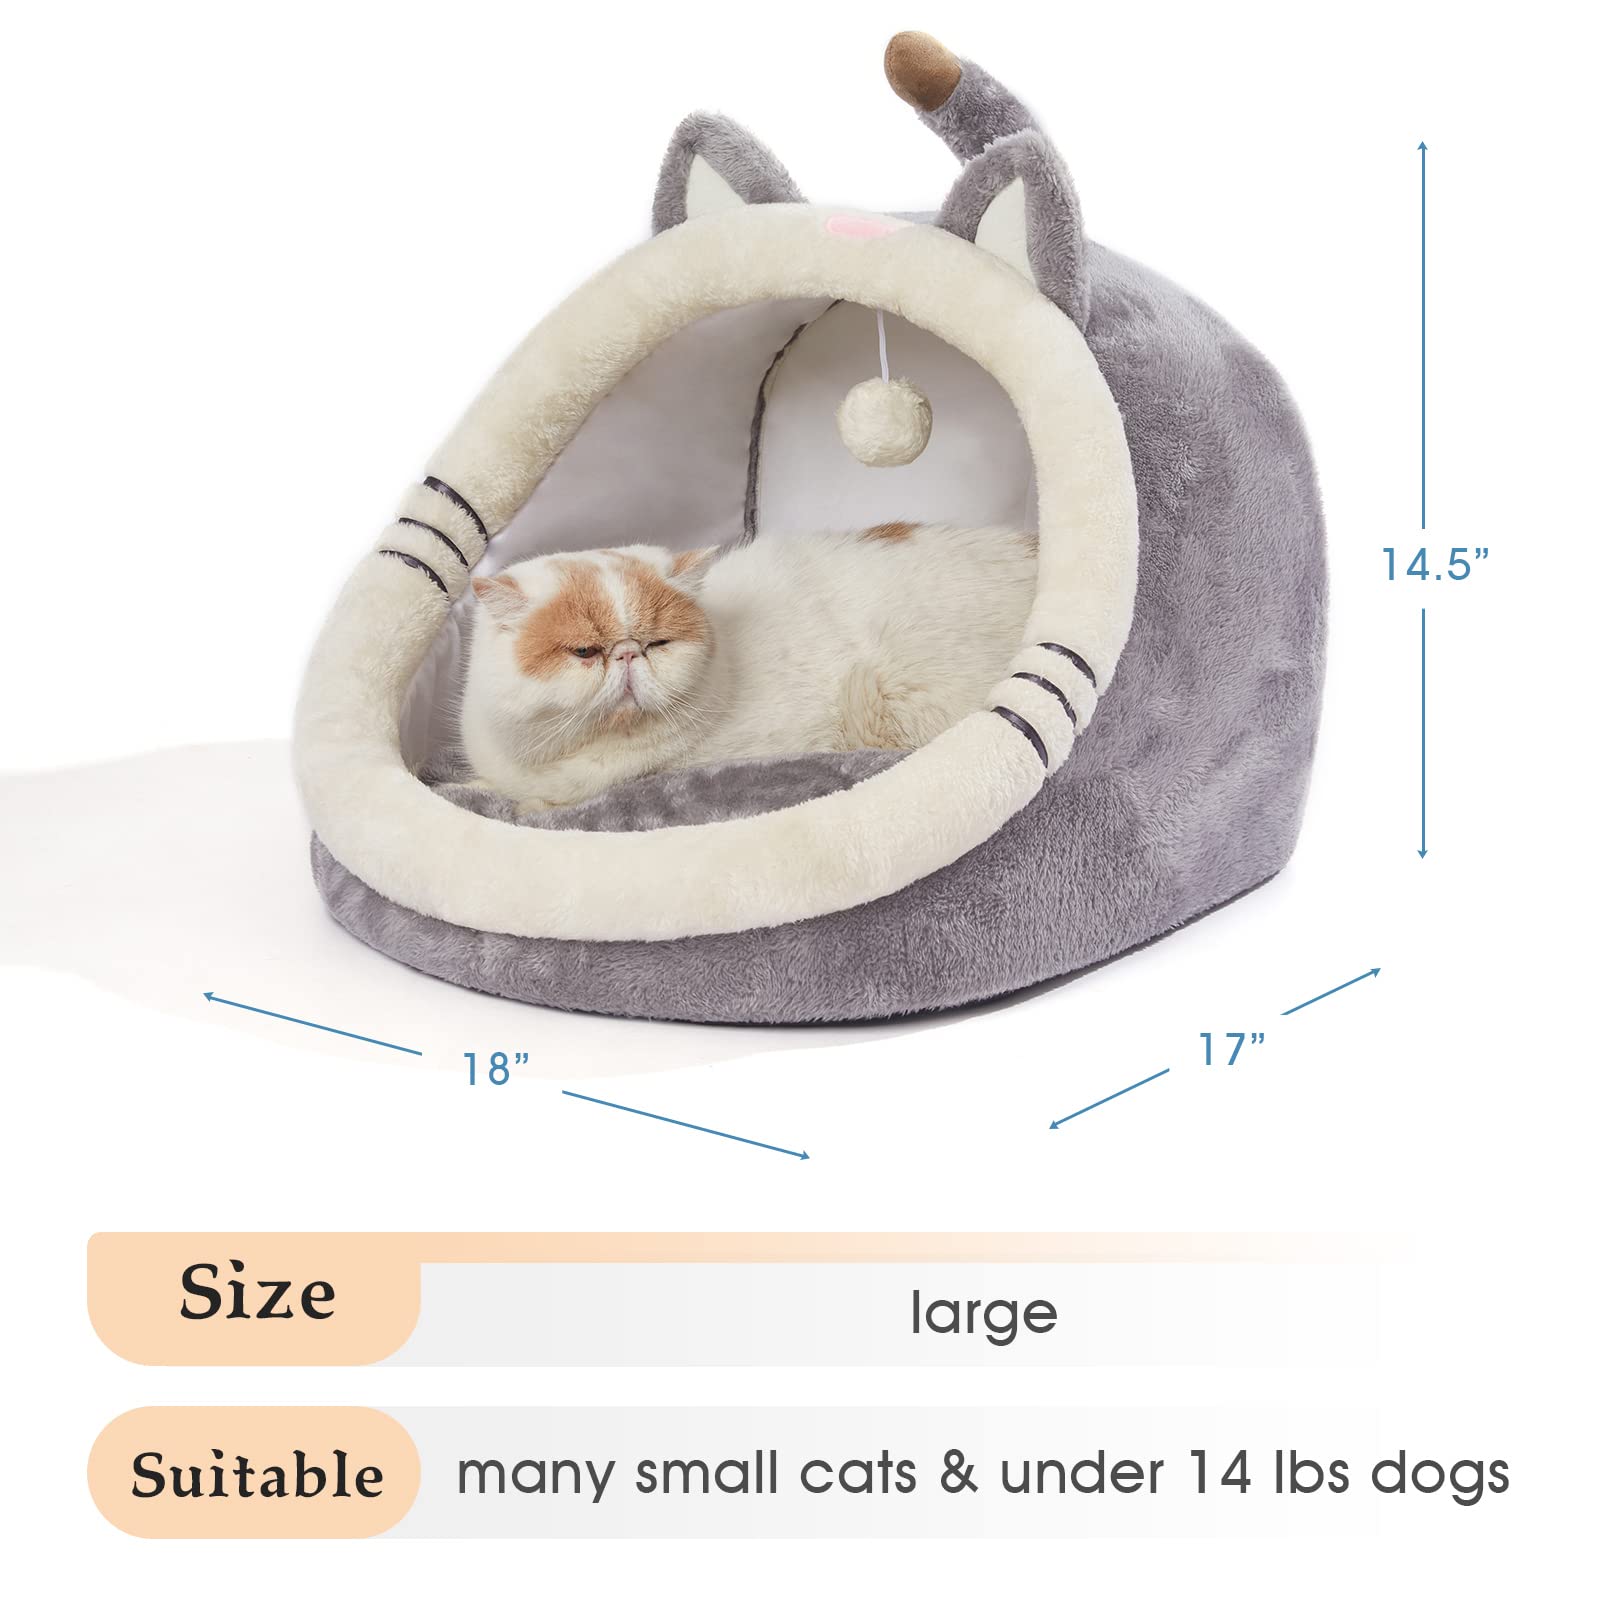 14.5”
18”
17”
Size
large
Suitable
many small cats & under 14 lbs dogs